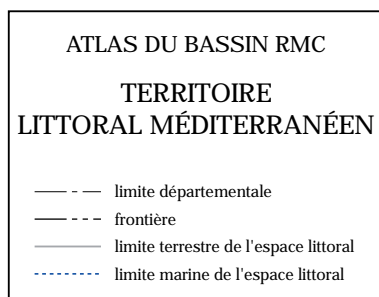 ATLAS DU BASSIN RMC
TERRITOIRE
LITTORAL MÉDITERRANÉEN
limite départementale
frontière
limite terrestre de l'espace littoral
limite marine de l'espace littoral